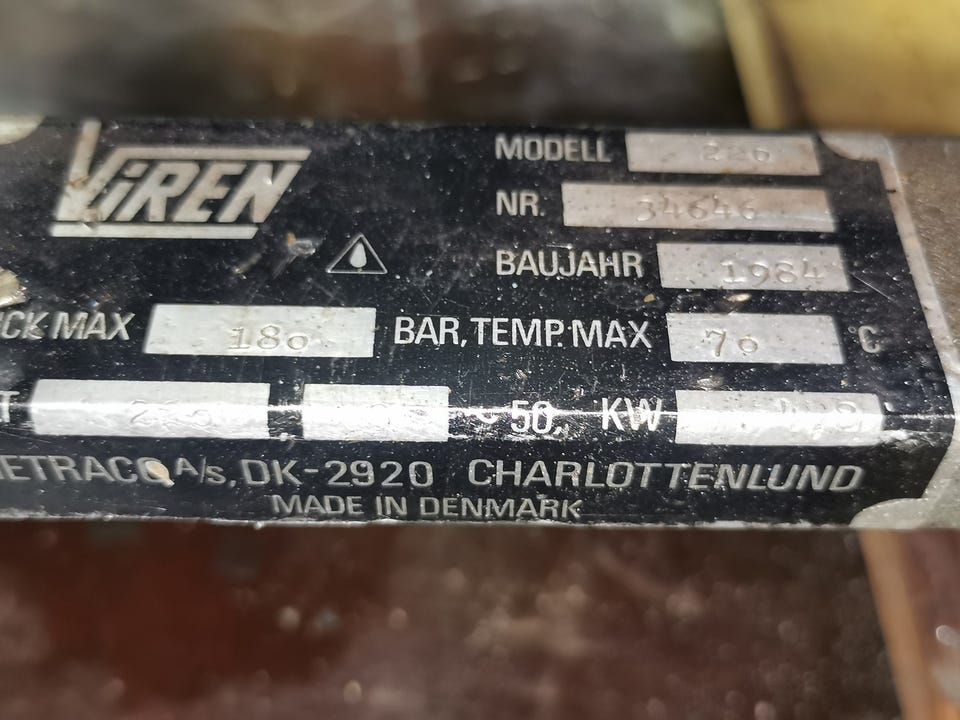 VIREN
MODELL 220
NR. 34646
BAUJAHR 1984
CK MAX 180 BAR, TEMP. MAX 70 °C
T 50, KW
ETRACO A/S, DK-2920 CHARLOTTENLUND
MADE IN DENMARK